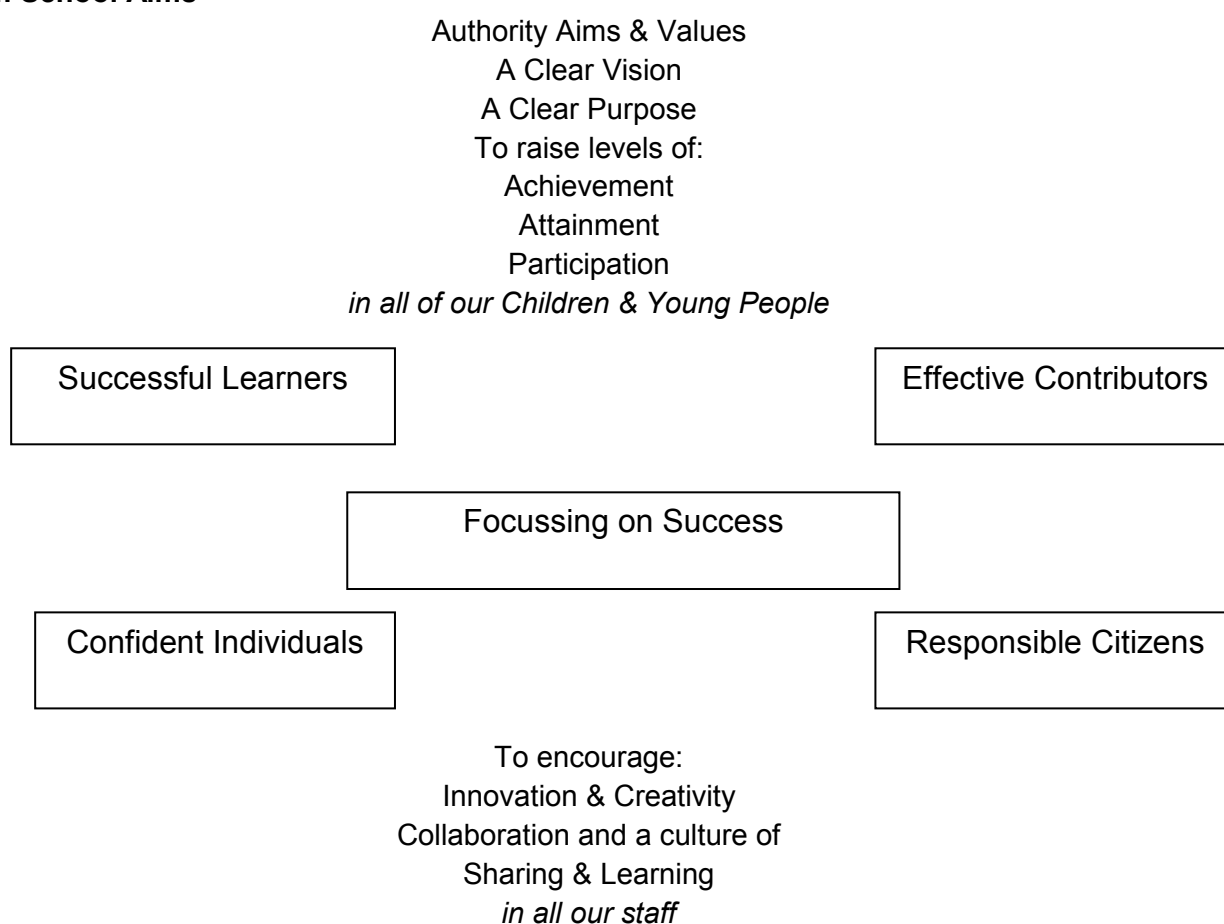 School Aims
Authority Aims & Values
A Clear Vision
A Clear Purpose
To raise levels of:
Achievement
Attainment
Participation
in all of our Children & Young People
Successful Learners
Effective Contributors
Focussing on Success
Confident Individuals
Responsible Citizens
To encourage:
Innovation & Creativity
Collaboration and a culture of
Sharing & Learning
in all our staff